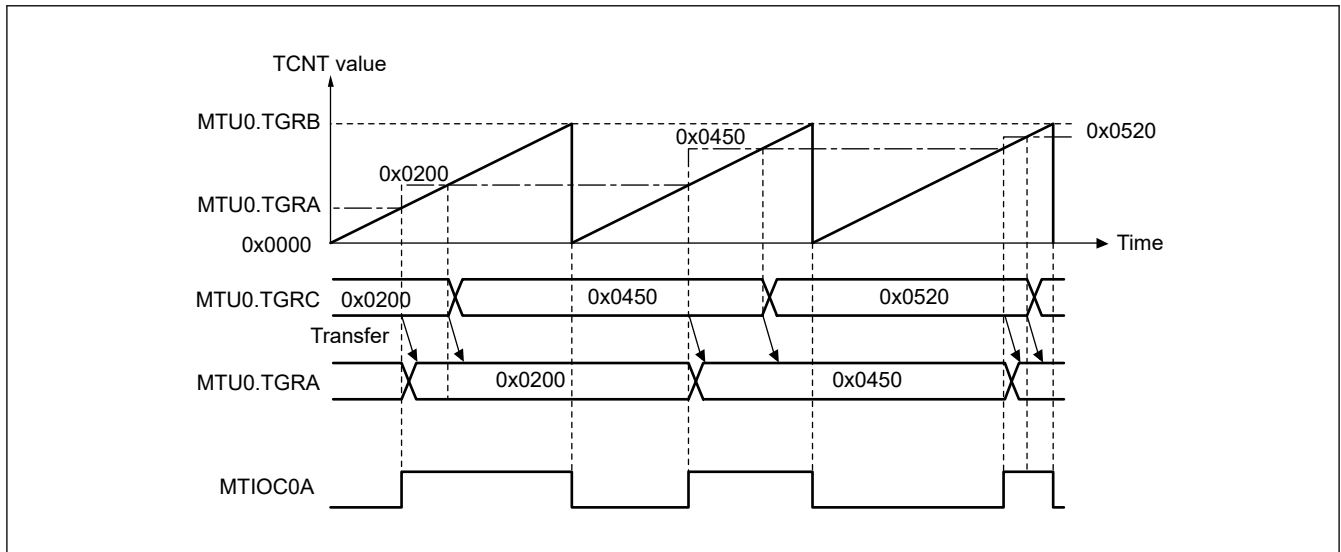 TCNT value
MTU0.TGRB
0x0450
0x0520
0x0200
MTU0.TGRA
0x0000
Time
MTU0.TGRC
0x0200
0x0450
0x0520
Transfer
MTU0.TGRA
0x0200
0x0450
MTIOC0A